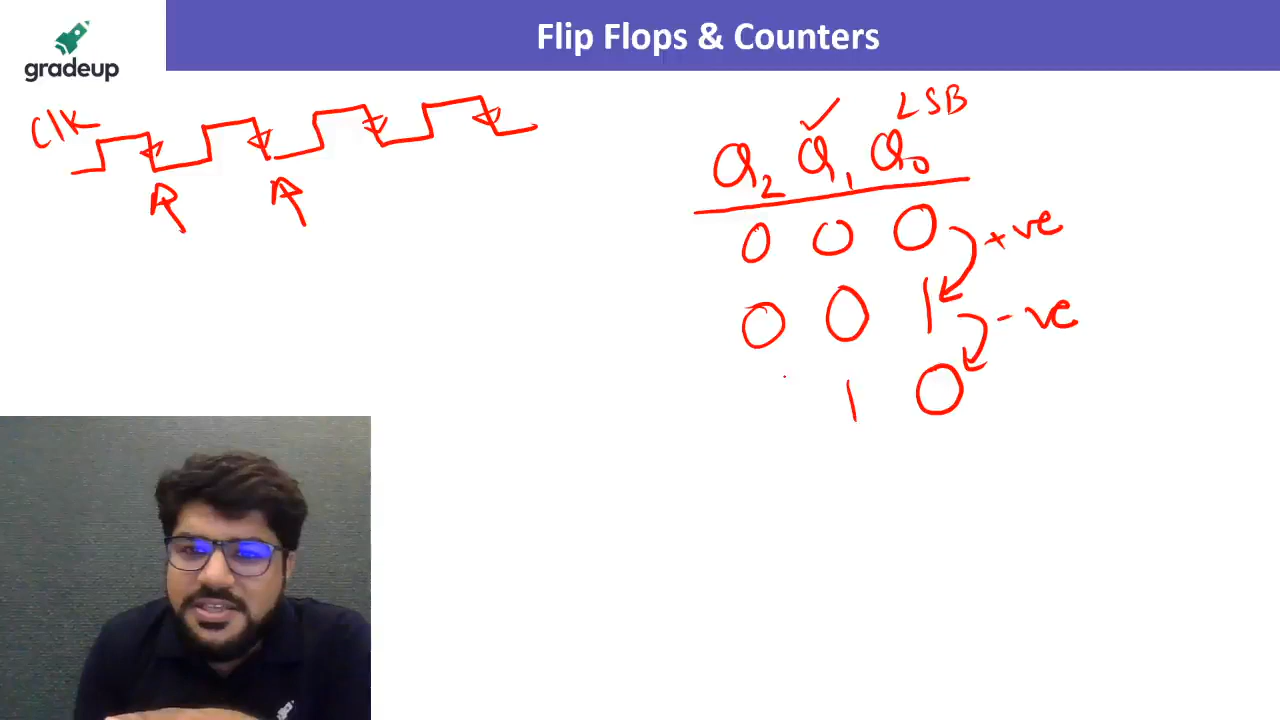 Flip Flops & Counters
gradeup
Clk
LSB
Q2 Q1 Q0
0 0 0
+ve
0 0 1
-ve
1 0